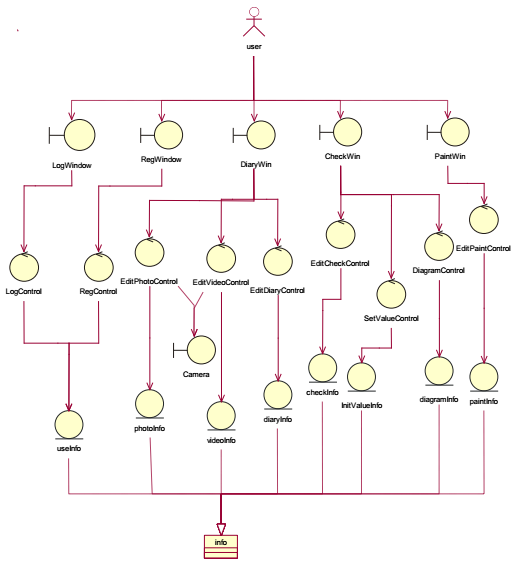 user
LogWindow
RegWindow
DiaryWin
CheckWin
PaintWin
LogControl
RegControl
EditPhotoControl
EditVideoControl
EditDiaryControl
EditCheckControl
SetValueControl
DiagramControl
EditPaintControl
Camera
useInfo
photoInfo
videoInfo
diaryInfo
checkInfo
InitValueInfo
diagramInfo
paintInfo
info